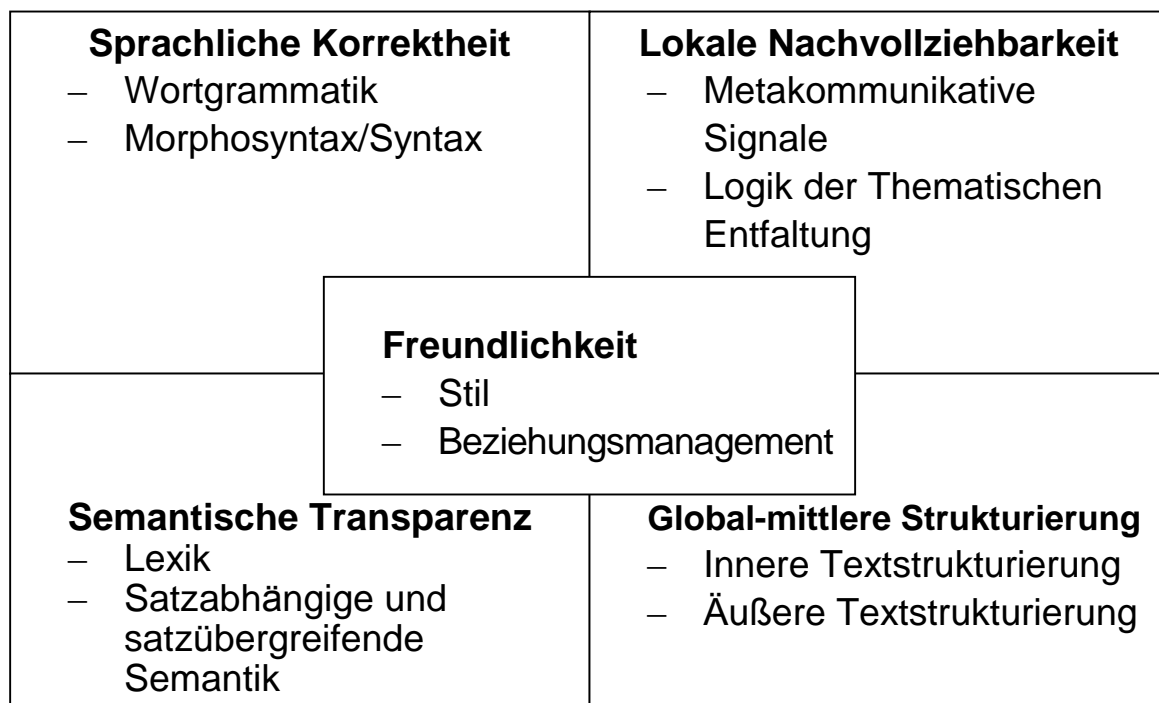 Sprachliche Korrektheit
– Wortgrammatik
– Morphosyntax/Syntax
Lokale Nachvollziehbarkeit
– Metakommunikative
Signale
– Logik der Thematischen
Entfaltung
Freundlichkeit
– Stil
– Beziehungsmanagement
Semantische Transparenz
– Lexik
– Satzabhängige und
satzübergreifende
Semantik
Global-mittlere Strukturierung
– Innere Textstrukturierung
– Äußere Textstrukturierung